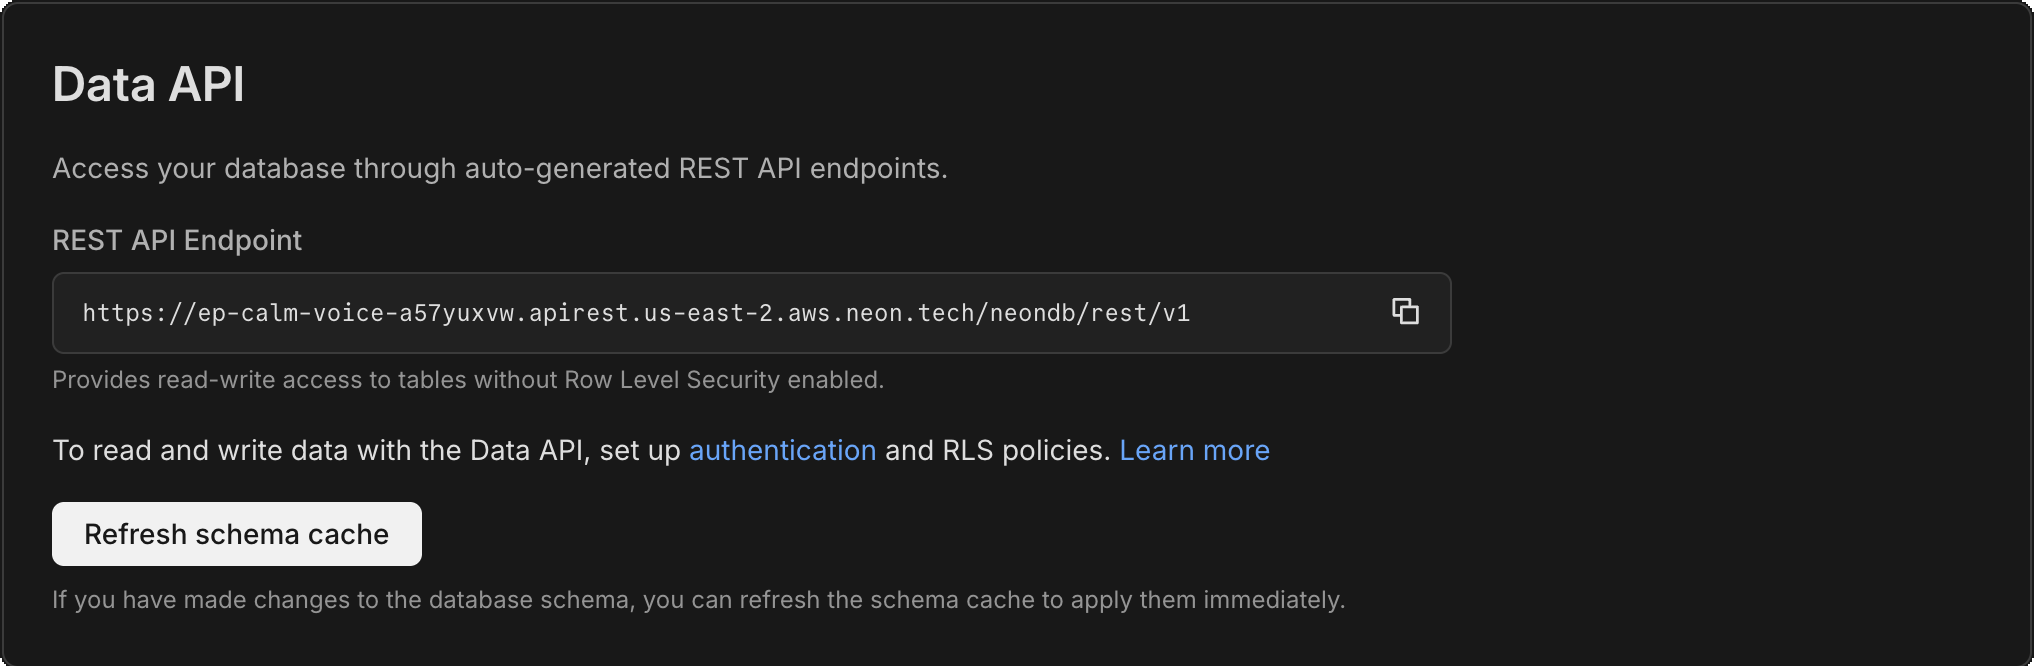 Data API
Access your database through auto-generated REST API endpoints.
REST API Endpoint
https://ep-calm-voice-a57yuxvw.apirest.us-east-2.aws.neon.tech/neondb/rest/v1
Provides read-write access to tables without Row Level Security enabled.
To read and write data with the Data API, set up authentication and RLS policies. Learn more
Refresh schema cache
If you have made changes to the database schema, you can refresh the schema cache to apply them immediately.